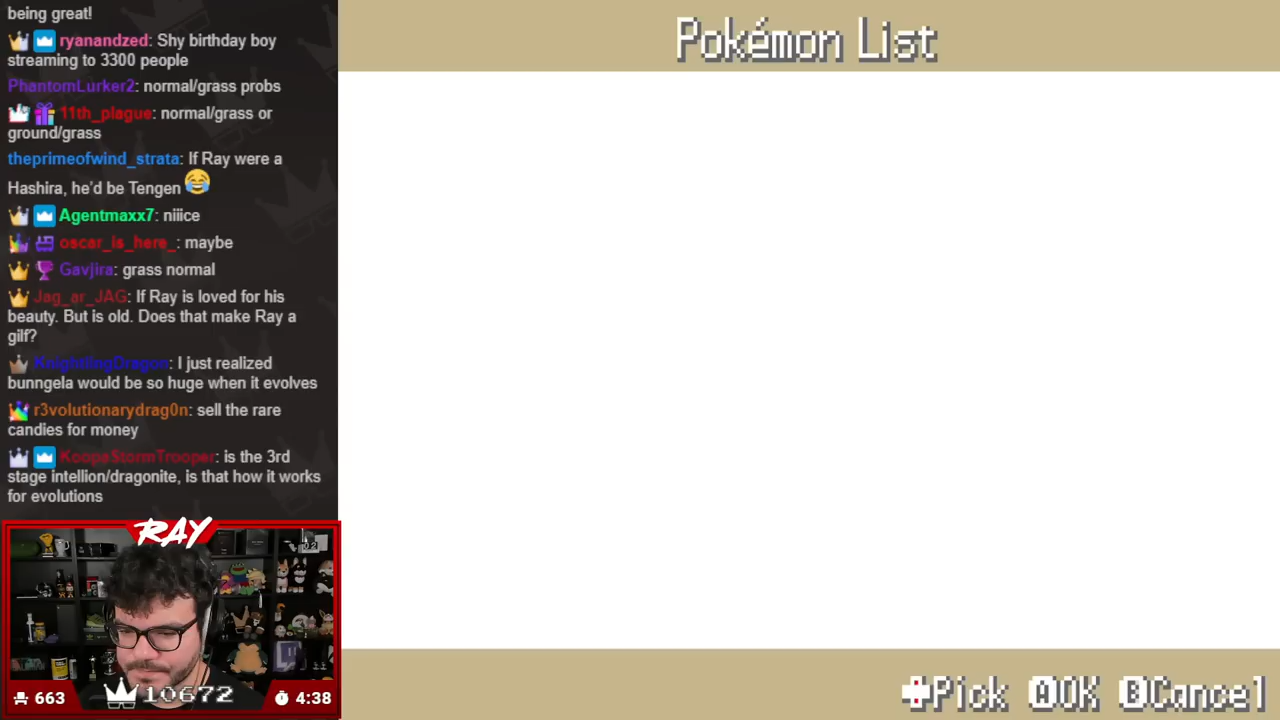 being great!
ryanandzed: Shy birthday boy
streaming to 3300 people
PhantomLurker2: normal/grass probs
11th_plague: normal/grass or
ground/grass
theprimeofwind_strata: If Ray were a
Hashira, he'd be Tengen 😂
Agentmaxx7: niiice
oscar_is_here_: maybe
Gavjira: grass normal
Jag_ar_JAG: If Ray is loved for his
beauty. But is old. Does that make Ray a
gilf?
KnightlingDragon: I just realized
bunngela would be so huge when it evolves
r3volutionarydrag0n: sell the rare
candies for money
KoopaStormTrooper: is the 3rd
stage intellion/dragonite, is that how it works
for evolutions
RAY
663
10672
4:38
Pokémon List
Pick AOK BCancel